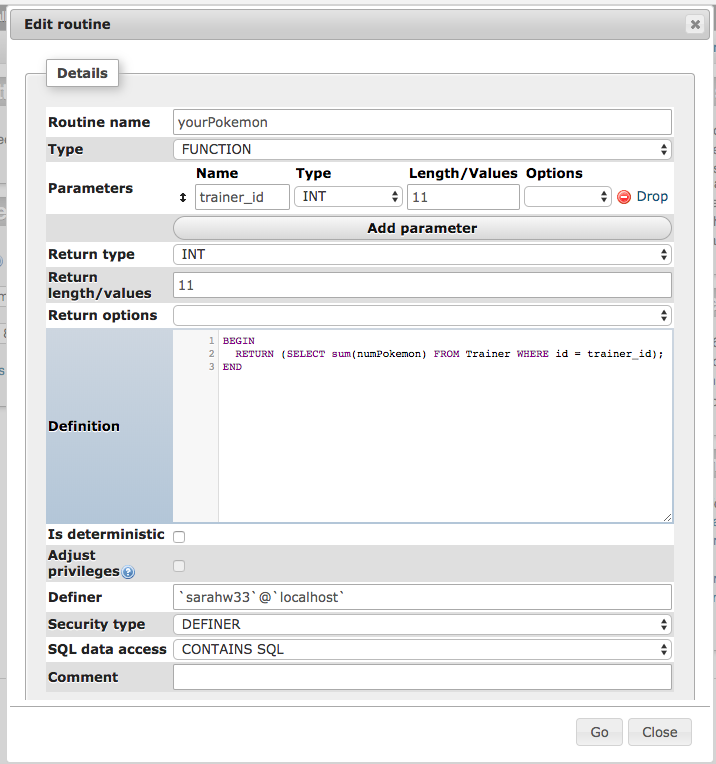 Edit routine
Details
Routine name yourPokemon
Type FUNCTION
Name Type Length/Values Options
Parameters trainer_id INT 11 Drop
Add parameter
Return type INT
Return
length/values 11
Return options
1 BEGIN
2 RETURN (SELECT sum(numPokemon) FROM Trainer WHERE id = trainer_id);
3 END
Definition
Is deterministic
Adjust
privileges
Definer `sarahw33`@`localhost`
Security type DEFINER
SQL data access CONTAINS SQL
Comment
Go Close